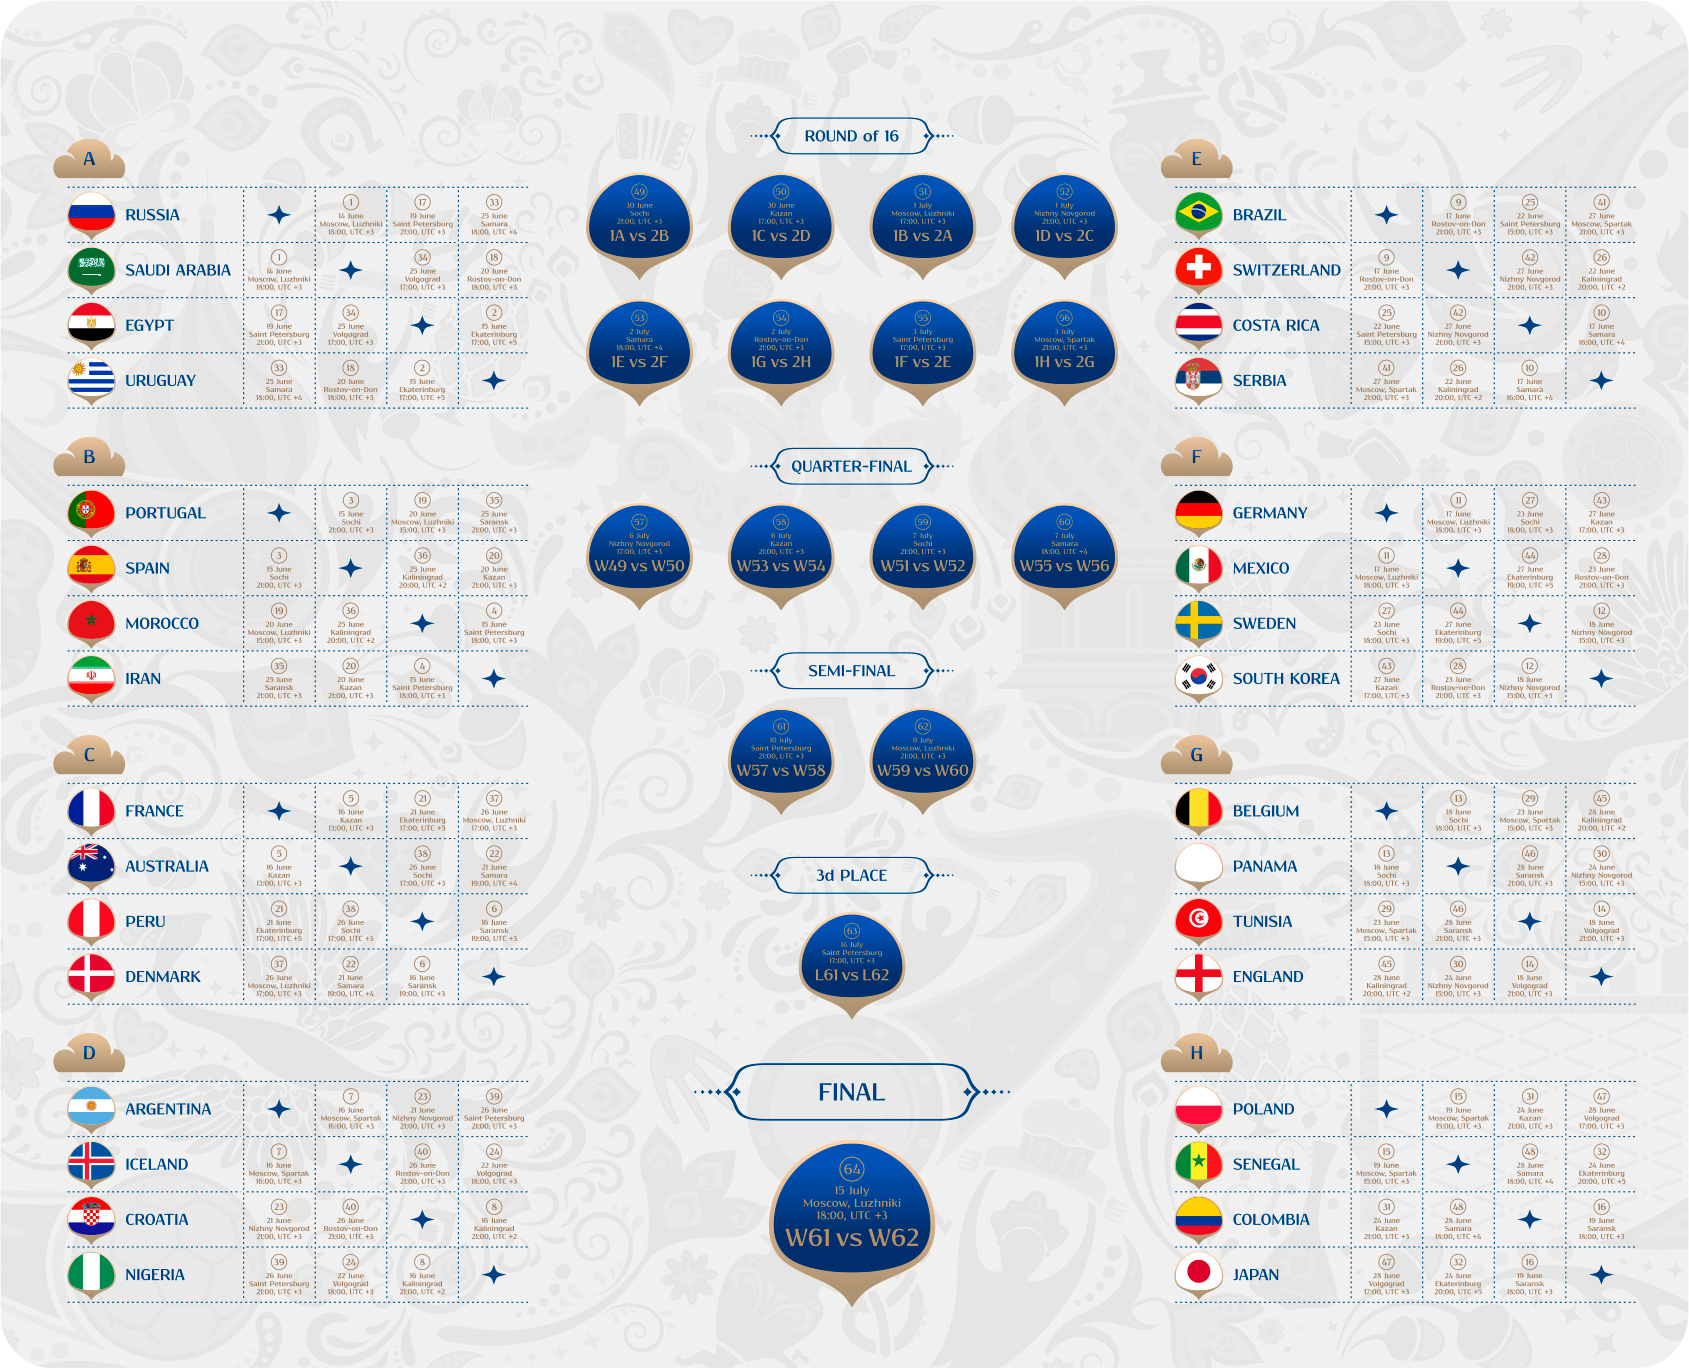 A
RUSSIA
1
14 June
Moscow, Luzhniki
18:00, UTC +3
17
19 June
Saint Petersburg
21:00, UTC +3
33
25 June
Samara
18:00, UTC +4
SAUDI ARABIA
1
14 June
Moscow, Luzhniki
18:00, UTC +3
34
25 June
Volgograd
17:00, UTC +3
18
20 June
Rostov-on-Don
18:00, UTC +3
EGYPT
17
19 June
Saint Petersburg
21:00, UTC +3
34
25 June
Volgograd
17:00, UTC +3
2
15 June
Ekaterinburg
17:00, UTC +5
URUGUAY
33
25 June
Samara
18:00, UTC +4
18
20 June
Rostov-on-Don
18:00, UTC +3
2
15 June
Ekaterinburg
17:00, UTC +5
B
PORTUGAL
3
15 June
Sochi
21:00, UTC +3
19
20 June
Moscow, Luzhniki
15:00, UTC +3
35
25 June
Saransk
21:00, UTC +3
SPAIN
3
15 June
Sochi
21:00, UTC +3
36
25 June
Kaliningrad
20:00, UTC +2
20
20 June
Kazan
21:00, UTC +3
MOROCCO
19
20 June
Moscow, Luzhniki
15:00, UTC +3
36
25 June
Kaliningrad
20:00, UTC +2
4
15 June
Saint Petersburg
18:00, UTC +3
IRAN
35
25 June
Saransk
21:00, UTC +3
20
20 June
Kazan
21:00, UTC +3
4
15 June
Saint Petersburg
18:00, UTC +3
C
FRANCE
5
16 June
Kazan
13:00, UTC +3
21
21 June
Ekaterinburg
17:00, UTC +5
37
26 June
Moscow, Luzhniki
17:00, UTC +3
AUSTRALIA
5
16 June
Kazan
13:00, UTC +3
38
26 June
Sochi
17:00, UTC +3
22
21 June
Samara
19:00, UTC +4
PERU
21
21 June
Ekaterinburg
17:00, UTC +5
38
26 June
Sochi
17:00, UTC +3
6
16 June
Saransk
19:00, UTC +3
DENMARK
37
26 June
Moscow, Luzhniki
17:00, UTC +3
22
21 June
Samara
19:00, UTC +4
6
16 June
Saransk
19:00, UTC +3
D
ARGENTINA
7
16 June
Moscow, Spartak
16:00, UTC +3
23
21 June
Nizhny Novgorod
21:00, UTC +3
39
26 June
Saint Petersburg
21:00, UTC +3
ICELAND
7
16 June
Moscow, Spartak
16:00, UTC +3
40
26 June
Rostov-on-Don
21:00, UTC +3
24
22 June
Volgograd
18:00, UTC +3
CROATIA
23
21 June
Nizhny Novgorod
21:00, UTC +3
40
26 June
Rostov-on-Don
21:00, UTC +3
8
16 June
Kaliningrad
21:00, UTC +2
NIGERIA
39
26 June
Saint Petersburg
21:00, UTC +3
24
22 June
Volgograd
18:00, UTC +3
8
16 June
Kaliningrad
21:00, UTC +2
ROUND of 16
49
30 June
Sochi
21:00, UTC +3
1A vs 2B
50
30 June
Kazan
17:00, UTC +3
1C vs 2D
51
1 July
Moscow, Luzhniki
17:00, UTC +3
1B vs 2A
52
1 July
Nizhny Novgorod
21:00, UTC +3
1D vs 2C
53
2 July
Samara
18:00, UTC +4
1E vs 2F
54
2 July
Rostov-on-Don
21:00, UTC +3
1G vs 2H
55
3 July
Saint Petersburg
17:00, UTC +3
1F vs 2E
56
3 July
Moscow, Spartak
21:00, UTC +3
1H vs 2G
QUARTER-FINAL
57
6 July
Nizhny Novgorod
17:00, UTC +3
W49 vs W50
58
6 July
Kazan
21:00, UTC +3
W53 vs W54
59
7 July
Sochi
21:00, UTC +3
W51 vs W52
60
7 July
Samara
18:00, UTC +4
W55 vs W56
SEMI-FINAL
61
10 July
Saint Petersburg
21:00, UTC +3
W57 vs W58
62
11 July
Moscow, Luzhniki
21:00, UTC +3
W59 vs W60
3d PLACE
63
14 July
Saint Petersburg
17:00, UTC +3
L61 vs L62
FINAL
64
15 July
Moscow, Luzhniki
18:00, UTC +3
W61 vs W62
E
BRAZIL
9
17 June
Rostov-on-Don
21:00, UTC +3
25
22 June
Saint Petersburg
15:00, UTC +3
41
27 June
Moscow, Spartak
21:00, UTC +3
SWITZERLAND
9
17 June
Rostov-on-Don
21:00, UTC +3
42
27 June
Nizhny Novgorod
21:00, UTC +3
26
22 June
Kaliningrad
20:00, UTC +2
COSTA RICA
25
22 June
Saint Petersburg
15:00, UTC +3
42
27 June
Nizhny Novgorod
21:00, UTC +3
10
17 June
Samara
16:00, UTC +4
SERBIA
41
27 June
Moscow, Spartak
21:00, UTC +3
26
22 June
Kaliningrad
20:00, UTC +2
10
17 June
Samara
16:00, UTC +4
F
GERMANY
11
17 June
Moscow, Luzhniki
18:00, UTC +3
27
23 June
Sochi
18:00, UTC +3
43
27 June
Kazan
17:00, UTC +3
MEXICO
11
17 June
Moscow, Luzhniki
18:00, UTC +3
44
27 June
Ekaterinburg
19:00, UTC +5
28
23 June
Rostov-on-Don
21:00, UTC +3
SWEDEN
27
23 June
Sochi
18:00, UTC +3
44
27 June
Ekaterinburg
19:00, UTC +5
12
18 June
Nizhny Novgorod
15:00, UTC +3
SOUTH KOREA
43
27 June
Kazan
17:00, UTC +3
28
23 June
Rostov-on-Don
21:00, UTC +3
12
18 June
Nizhny Novgorod
15:00, UTC +3
G
BELGIUM
13
18 June
Sochi
18:00, UTC +3
29
23 June
Moscow, Spartak
15:00, UTC +3
45
28 June
Kaliningrad
20:00, UTC +2
PANAMA
13
18 June
Sochi
18:00, UTC +3
46
28 June
Saransk
21:00, UTC +3
30
24 June
Nizhny Novgorod
15:00, UTC +3
TUNISIA
29
23 June
Moscow, Spartak
15:00, UTC +3
46
28 June
Saransk
21:00, UTC +3
14
18 June
Volgograd
21:00, UTC +3
ENGLAND
45
28 June
Kaliningrad
20:00, UTC +2
30
24 June
Nizhny Novgorod
15:00, UTC +3
14
18 June
Volgograd
21:00, UTC +3
H
POLAND
15
19 June
Moscow, Spartak
15:00, UTC +3
31
24 June
Kazan
21:00, UTC +3
47
28 June
Volgograd
17:00, UTC +3
SENEGAL
15
19 June
Moscow, Spartak
15:00, UTC +3
48
28 June
Samara
18:00, UTC +4
32
24 June
Ekaterinburg
20:00, UTC +5
COLOMBIA
31
24 June
Kazan
21:00, UTC +3
48
28 June
Samara
18:00, UTC +4
16
19 June
Saransk
18:00, UTC +3
JAPAN
47
28 June
Volgograd
17:00, UTC +3
32
24 June
Ekaterinburg
20:00, UTC +5
16
19 June
Saransk
18:00, UTC +3